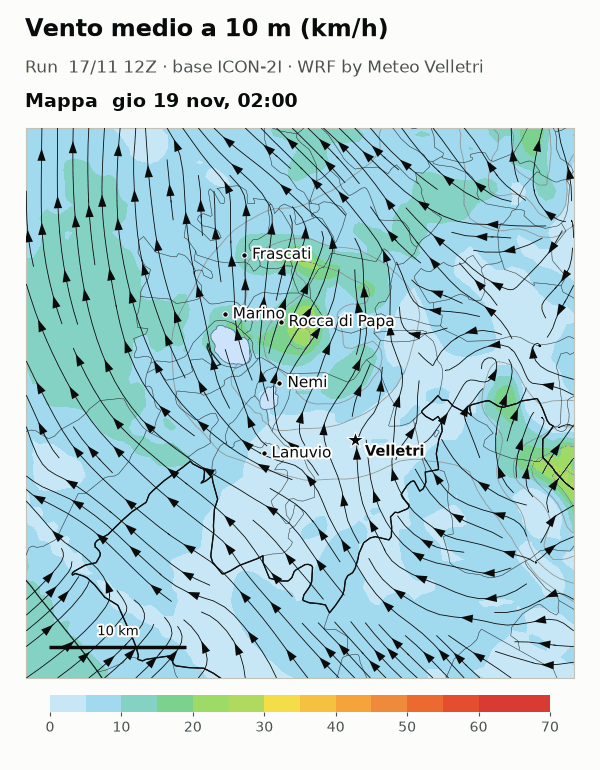 Vento medio a 10 m (km/h)
Run  17/11 12Z · base ICON-2I · WRF by Meteo Velletri
Mappa  gio 19 nov, 02:00
Frascati
Marino
Rocca di Papa
Nemi
Velletri
Lanuvio
10 km
0 10 20 30 40 50 60 70